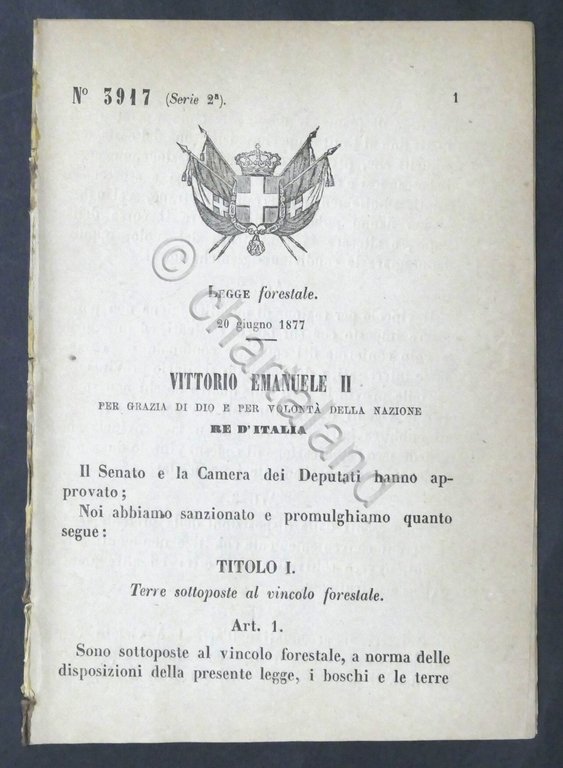 N° 3917 (Serie 2ª). 1
LEGGE forestale.
20 giugno 1877
VITTORIO EMANUELE II
PER GRAZIA DI DIO E PER VOLONTÀ DELLA NAZIONE
RE D'ITALIA
Il Senato e la Camera dei Deputati hanno ap-
provato;
Noi abbiamo sanzionato e promulghiamo quanto
segue:
TITOLO I.
Terre sottoposte al vincolo forestale.
Art. 1.
Sono sottoposte al vincolo forestale, a norma delle
disposizioni della presente legge, i boschi e le terre
© chartaland